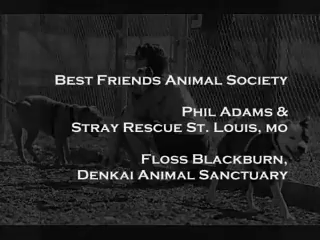 Best Friends Animal Society
Phil Adams &
Stray Rescue St. Louis, mo
Floss Blackburn,
Denkai Animal Sanctuary